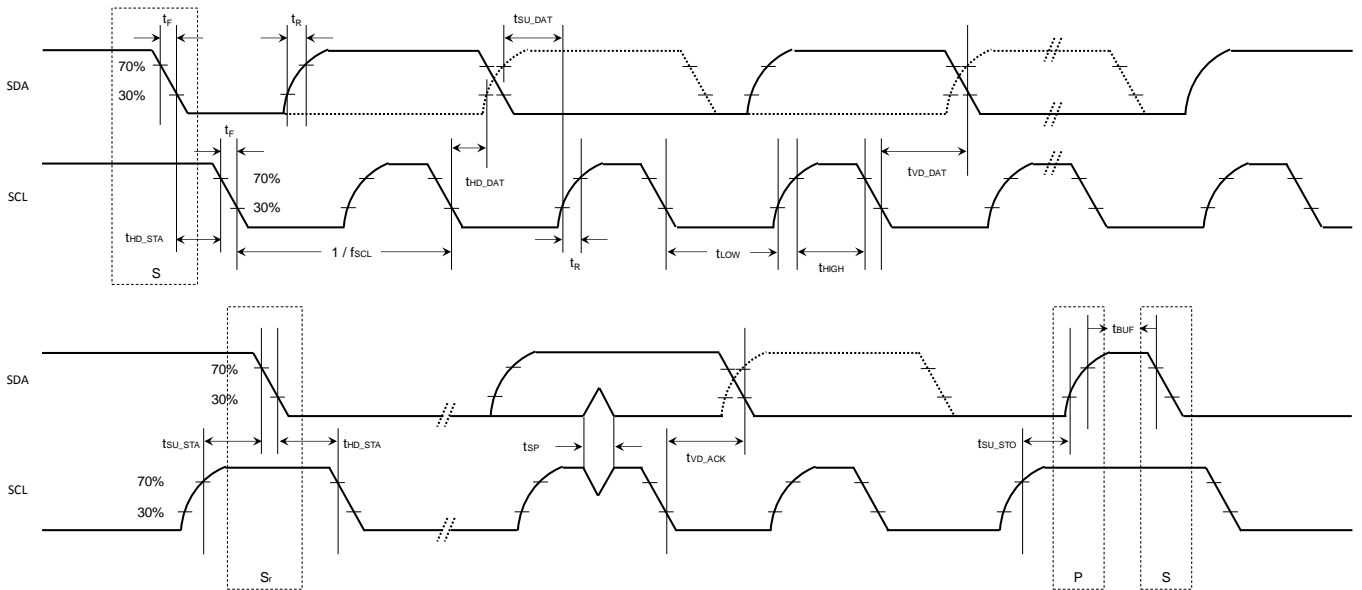 tF
tR
tSU_DAT
SDA
70%
30%
tF
tHD_DAT
tVD_DAT
SCL
70%
30%
tHD_STA
1 / fSCL
tR
tLOW
tHIGH
S
SDA
70%
30%
tBUF
tSU_STA
tHD_STA
tSP
tVD_ACK
tSU_STO
SCL
70%
30%
Sr
P
S